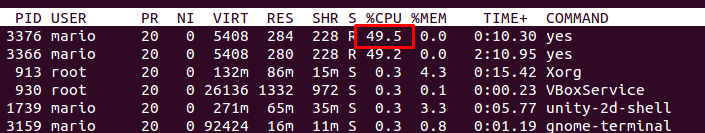 PID USER PR NI VIRT RES SHR S %CPU %MEM TIME+ COMMAND
3376 mario 20 0 5408 284 228 R 49.5 0.0 0:10.30 yes
3366 mario 20 0 5408 280 228 R 49.2 0.0 2:10.95 yes
913 root 20 0 132m 86m 15m S 0.3 4.3 0:15.42 Xorg
930 root 20 0 26136 1332 972 S 0.3 0.1 0:00.23 VBoxService
1739 mario 20 0 271m 65m 35m S 0.3 3.3 0:05.77 unity-2d-shell
3159 mario 20 0 92424 16m 11m S 0.3 0.8 0:01.19 gnome-terminal